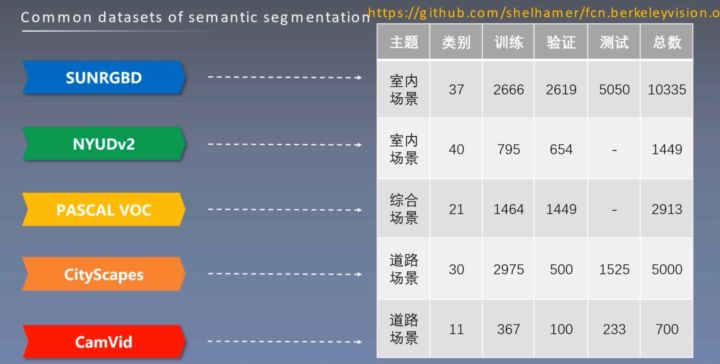 Common datasets of semantic segmentation
https://github.com/shelhamer/fcn.berkeleyvision.o
主题 类别 训练 验证 测试 总数
SUNRGBD
室内
场景
37 2666 2619 5050 10335
NYUDv2
室内
场景
40 795 654 - 1449
PASCAL VOC
综合
场景
21 1464 1449 - 2913
CityScapes
道路
场景
30 2975 500 1525 5000
CamVid
道路
场景
11 367 100 233 700